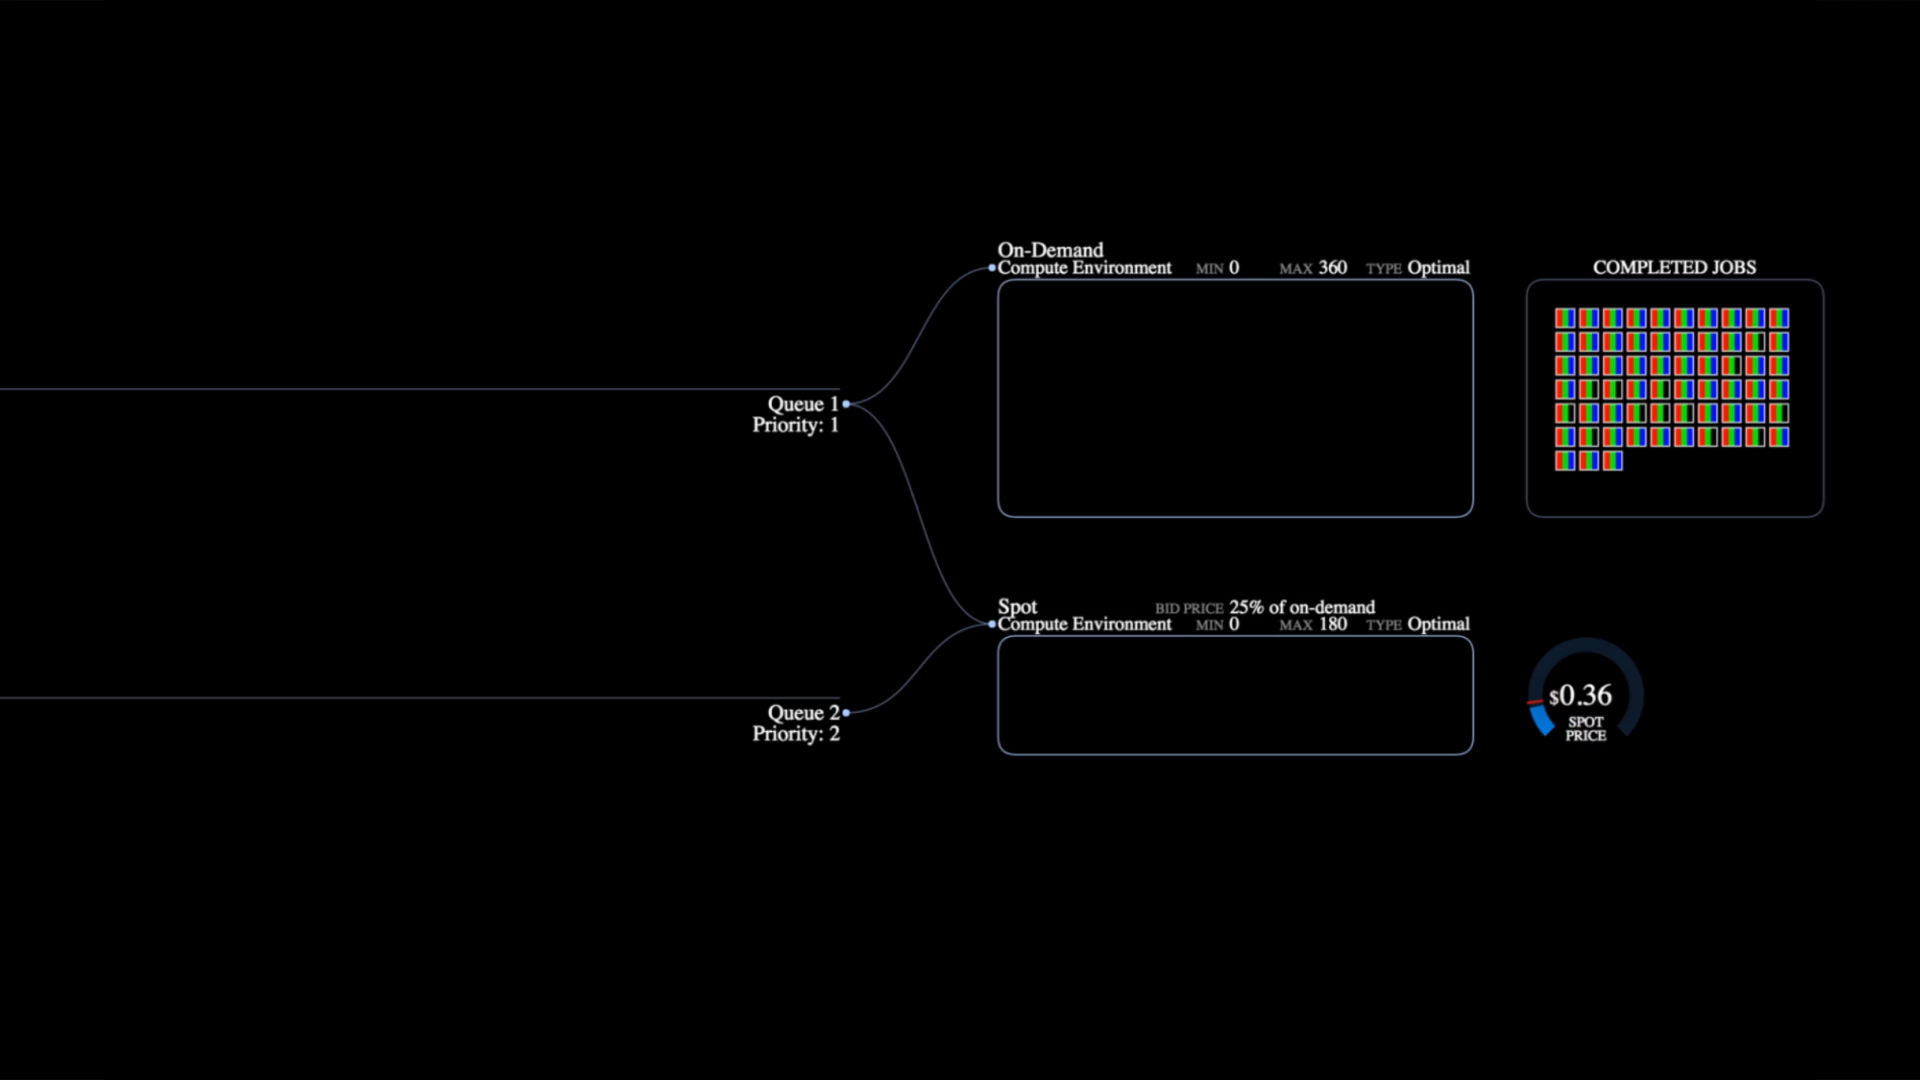 On-Demand
Compute Environment MIN 0 MAX 360 TYPE Optimal
COMPLETED JOBS
Queue 1
Priority: 1
Spot BID PRICE 25% of on-demand
Compute Environment MIN 0 MAX 180 TYPE Optimal
Queue 2
Priority: 2
$0.36
SPOT
PRICE